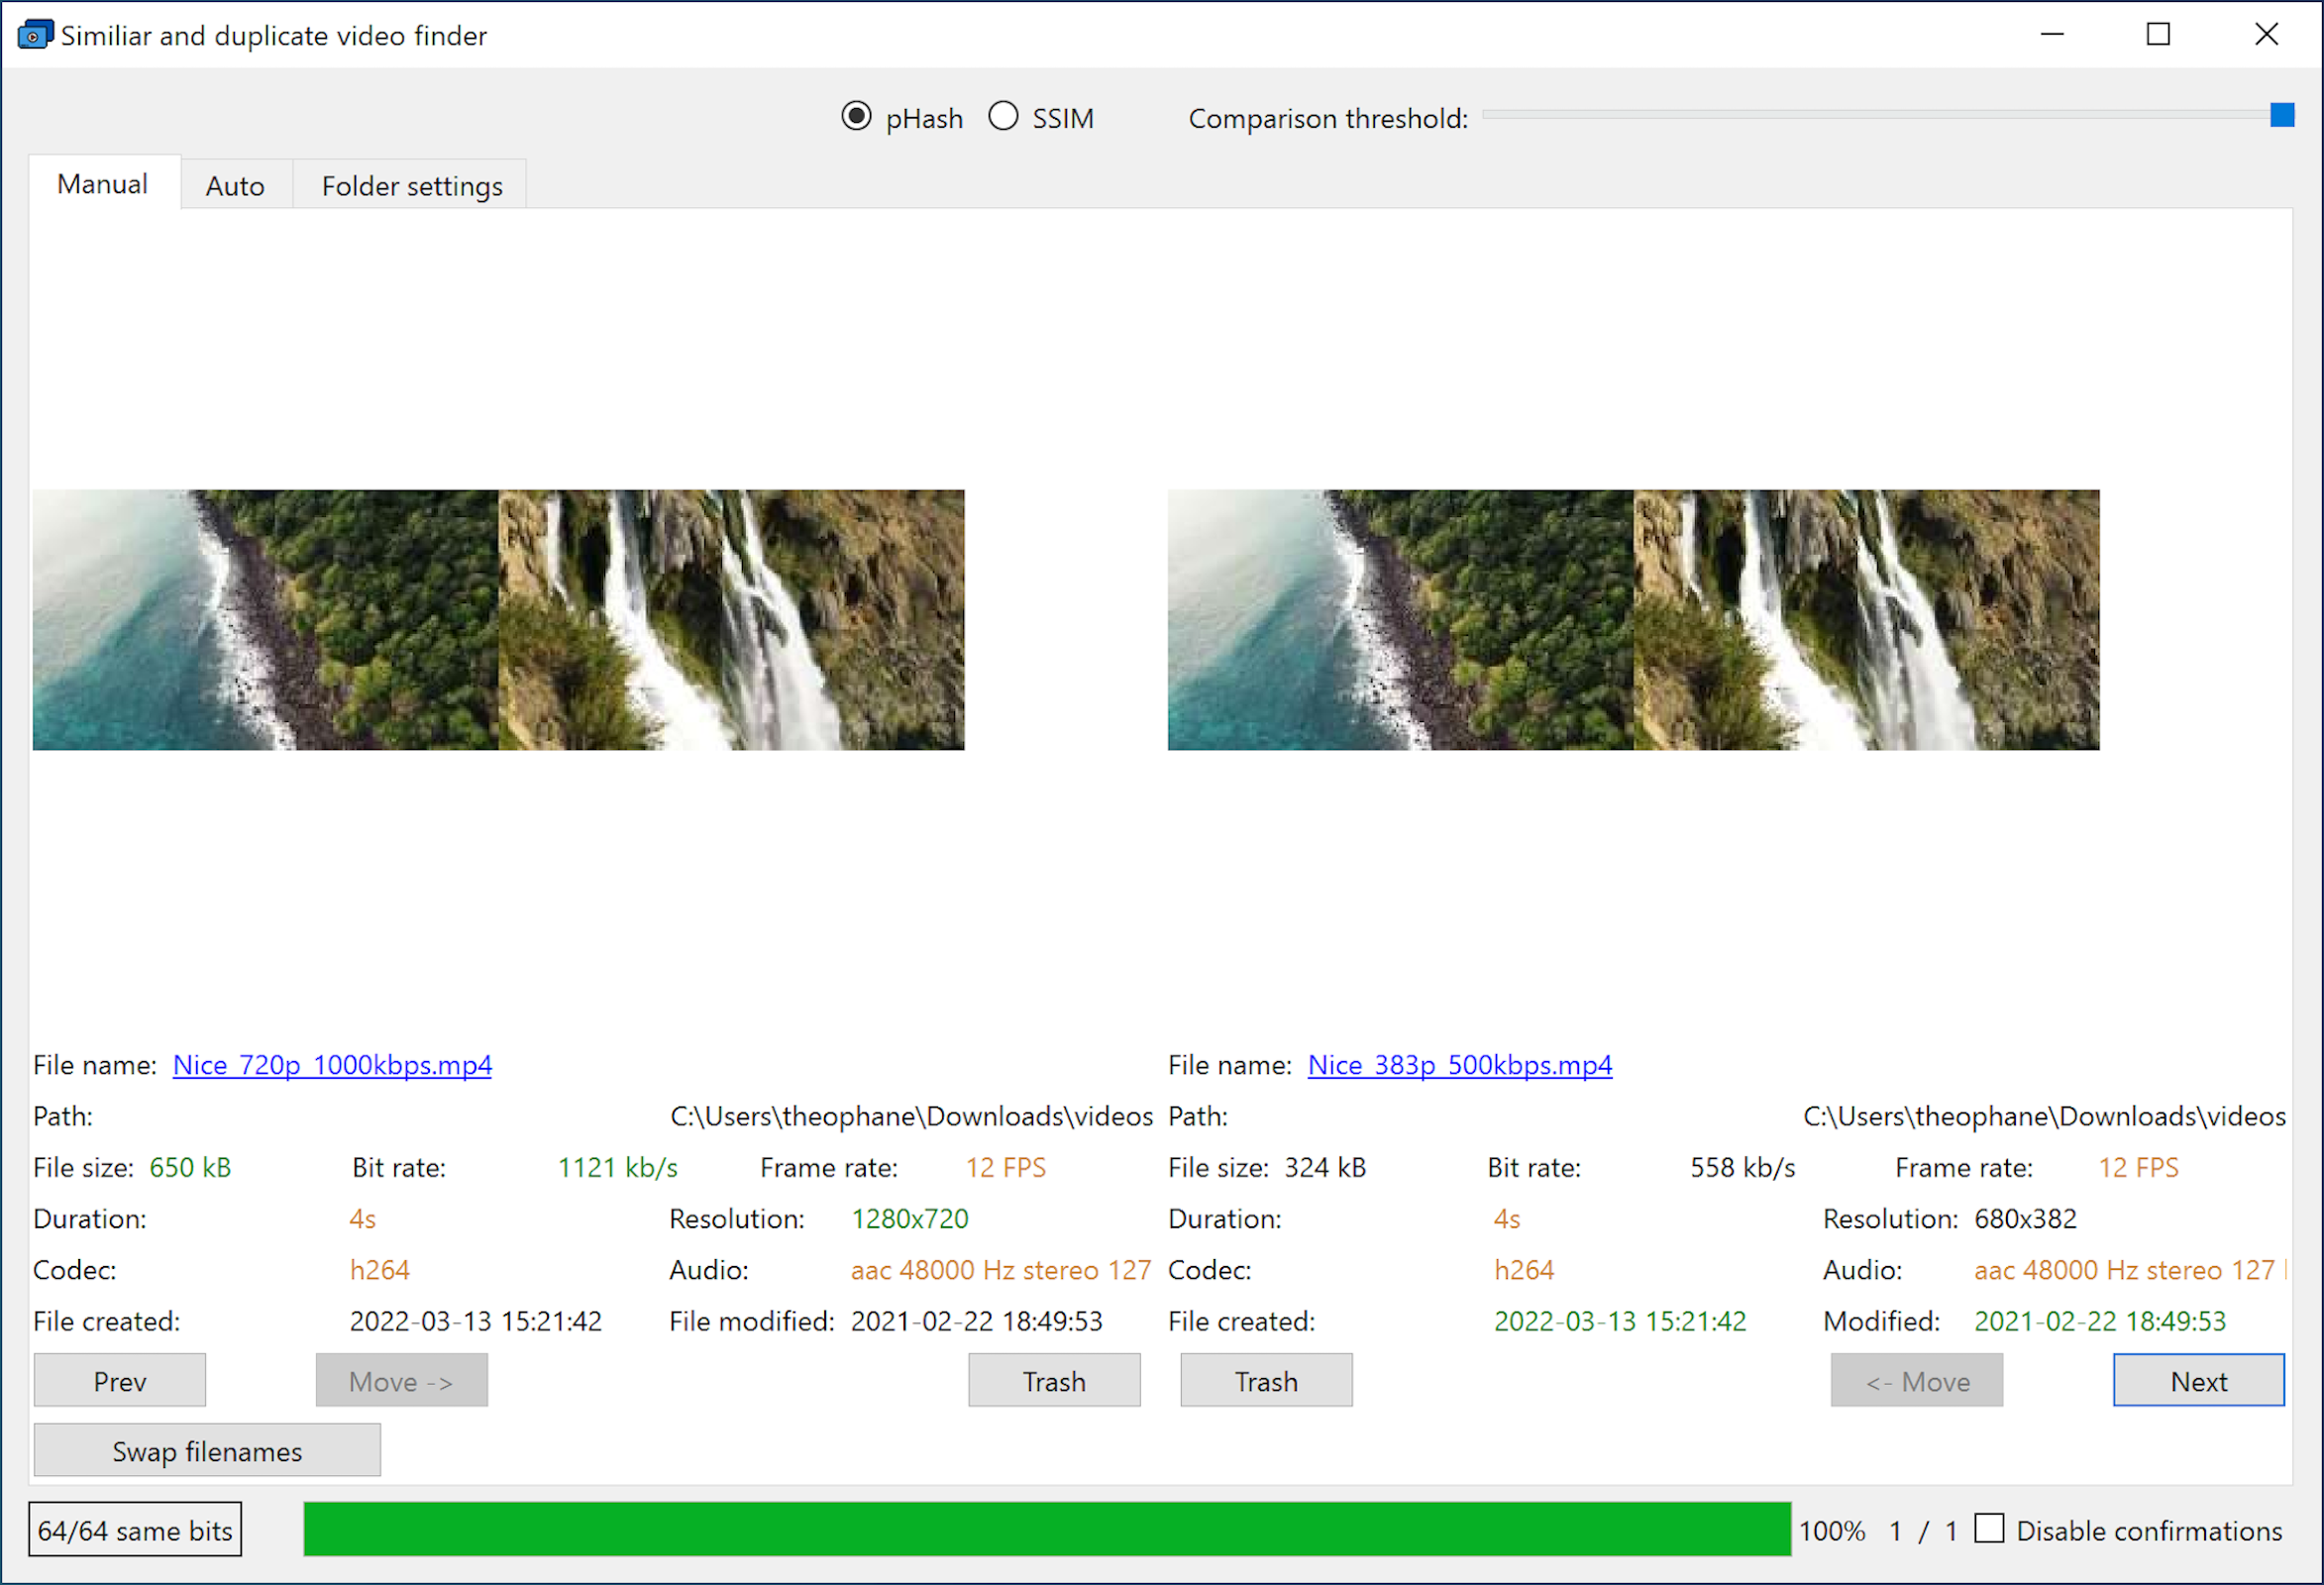 Similiar and duplicate video finder
pHash SSIM Comparison threshold:
Manual Auto Folder settings
File name: Nice_720p_1000kbps.mp4 File name: Nice_383p_500kbps.mp4
Path: C:\Users\theophane\Downloads\videos Path: C:\Users\theophane\Downloads\videos
File size: 650 kB Bit rate: 1121 kb/s Frame rate: 12 FPS File size: 324 kB Bit rate: 558 kb/s Frame rate: 12 FPS
Duration: 4s Resolution: 1280x720 Duration: 4s Resolution: 680x382
Codec: h264 Audio: aac 48000 Hz stereo 127 Codec: h264 Audio: aac 48000 Hz stereo 127
File created: 2022-03-13 15:21:42 File modified: 2021-02-22 18:49:53 File created: 2022-03-13 15:21:42 Modified: 2021-02-22 18:49:53
Prev Move -> Trash Trash <- Move Next
Swap filenames
64/64 same bits 100% 1 / 1 Disable confirmations